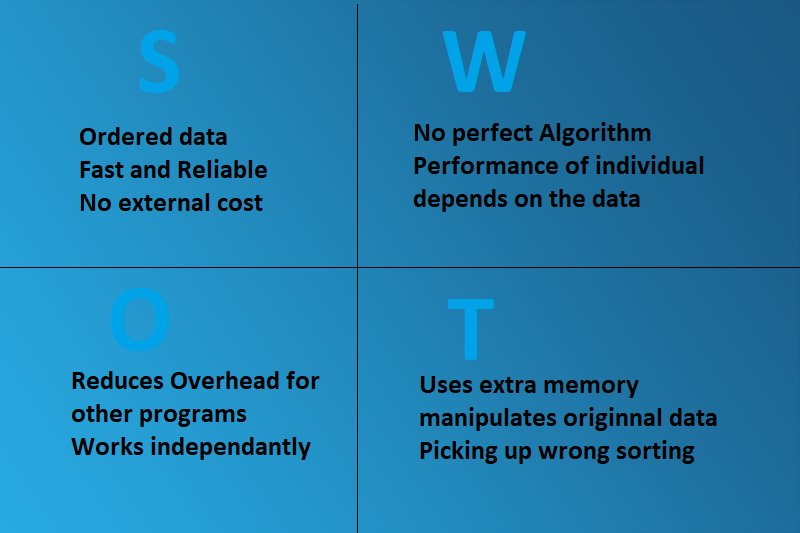 S
Ordered data
Fast and Reliable
No external cost
W
No perfect Algorithm
Performance of individual
depends on the data
O
Reduces Overhead for
other programs
Works independantly
T
Uses extra memory
manipulates originnal data
Picking up wrong sorting